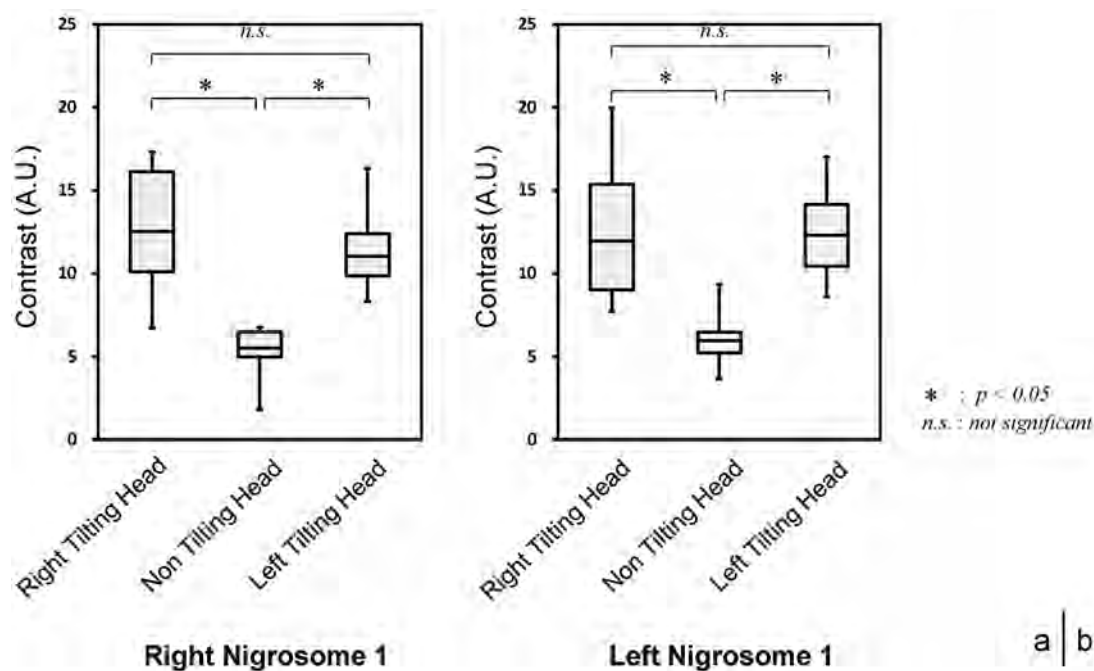 25
20
15
10
5
0
Contrast (A.U.)
n.s.
*
*
Right Tilting Head
Non Tilting Head
Left Tilting Head
Right Nigrosome 1
25
20
15
10
5
0
Contrast (A.U.)
n.s.
*
*
Right Tilting Head
Non Tilting Head
Left Tilting Head
Left Nigrosome 1
* : p < 0.05
n.s. : not significant
a | b